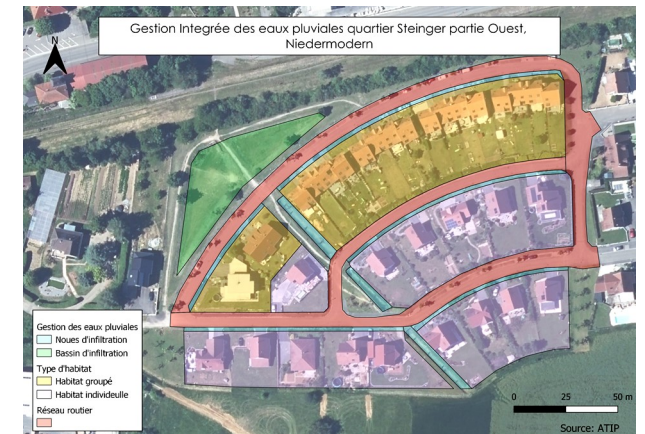 Gestion Integrée des eaux pluviales quartier Steinger partie Ouest,
Niedermodern
N
Gestion des eaux pluviales
Noues d'infiltration
Bassin d'infiltration
Type d'habitat
Habitat groupé
Habitat individeulle
Réseau routier
0 25 50 m
Source: ATIP